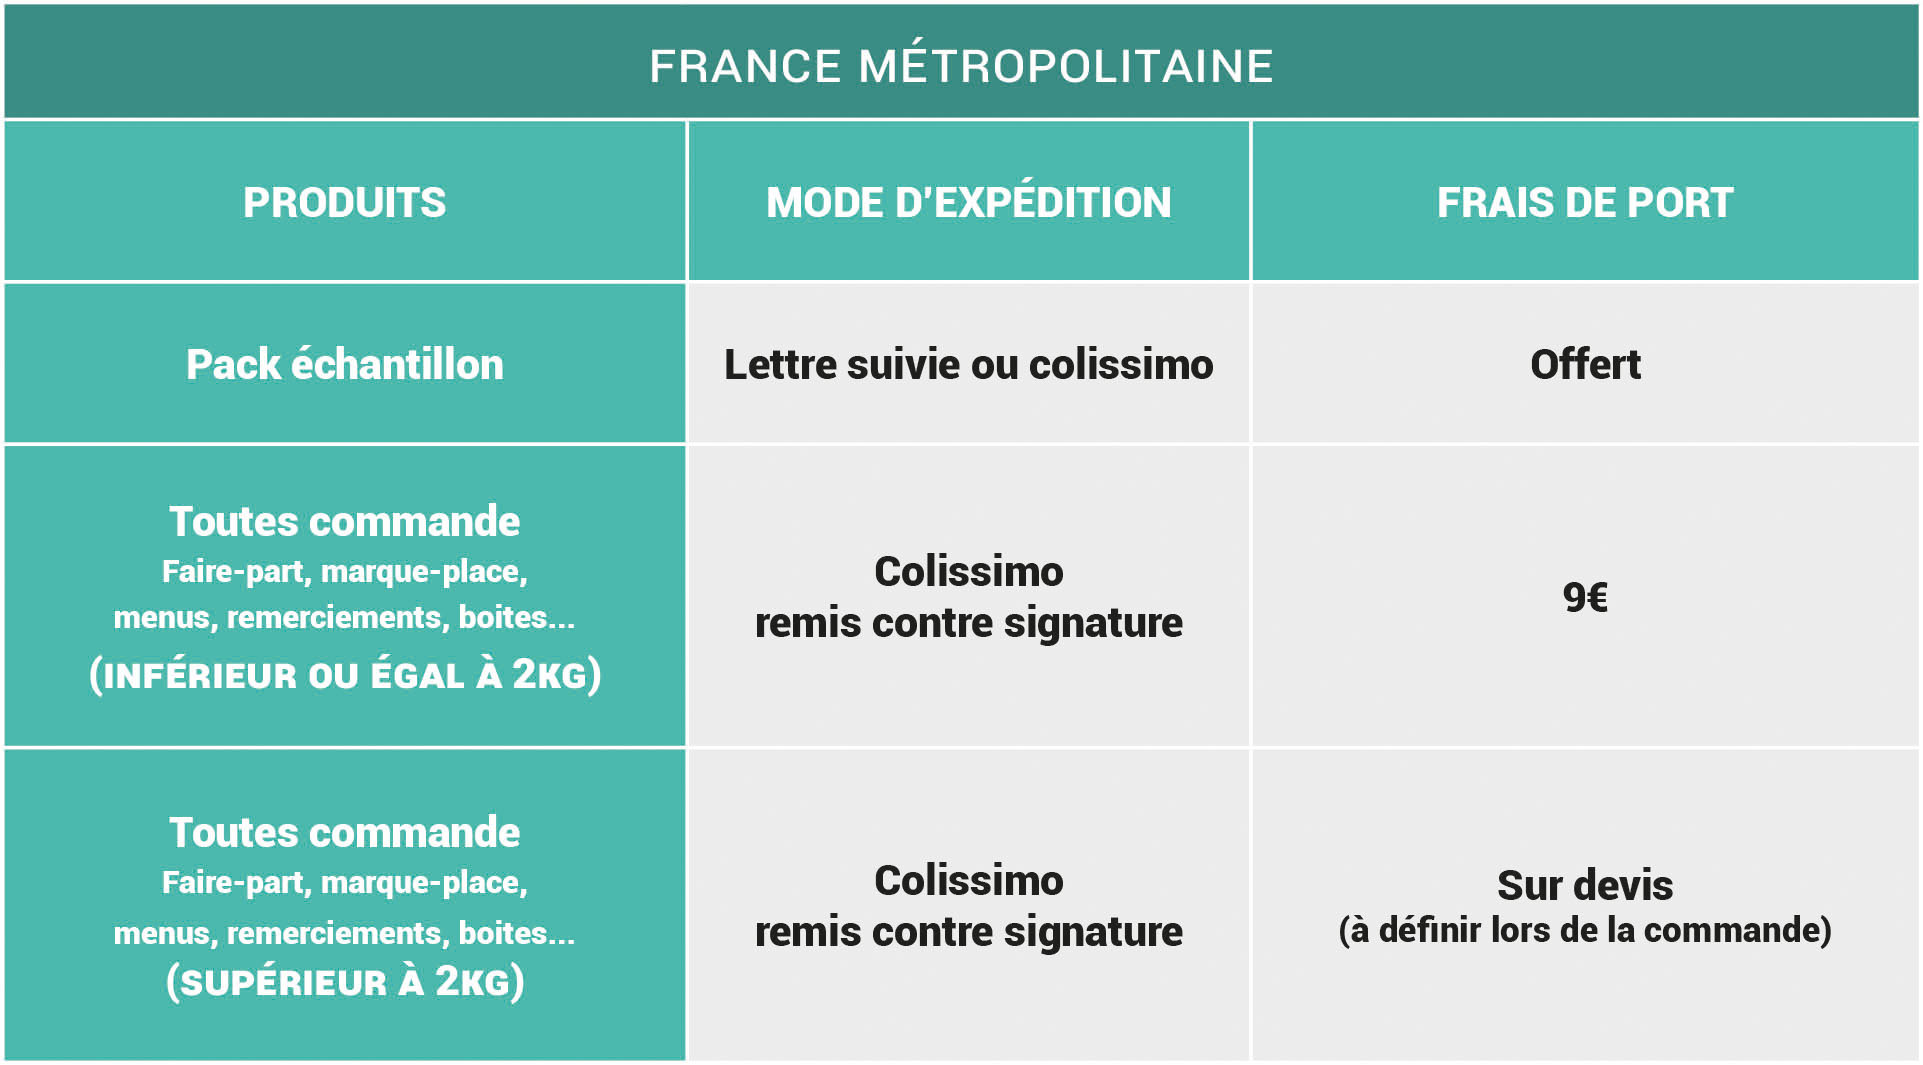 FRANCE MÉTROPOLITAINE
PRODUITS
MODE D'EXPÉDITION
FRAIS DE PORT
Pack échantillon
Lettre suivie ou colissimo
Offert
Toutes commande
Faire-part, marque-place,
menus, remerciements, boites...
(INFÉRIEUR OU ÉGAL À 2KG)
Colissimo
remis contre signature
9€
Toutes commande
Faire-part, marque-place,
menus, remerciements, boites...
(SUPÉRIEUR À 2KG)
Colissimo
remis contre signature
Sur devis
(à définir lors de la commande)